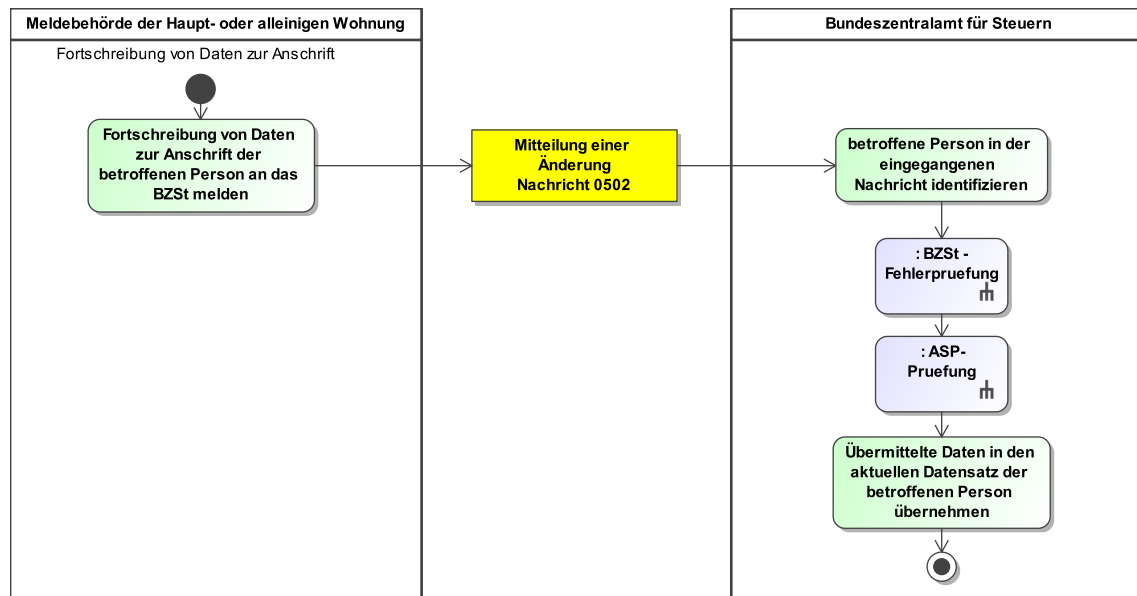 Meldebehörde der Haupt- oder alleinigen Wohnung
Fortschreibung von Daten zur Anschrift
Fortschreibung von Daten
zur Anschrift der
betroffenen Person an das
BZSt melden
Mitteilung einer
Änderung
Nachricht 0502
Bundeszentralamt für Steuern
betroffene Person in der
eingegangenen
Nachricht identifizieren
: BZSt -
Fehlerpruefung
: ASP-
Pruefung
Übermittelte Daten in den
aktuellen Datensatz der
betroffenen Person
übernehmen